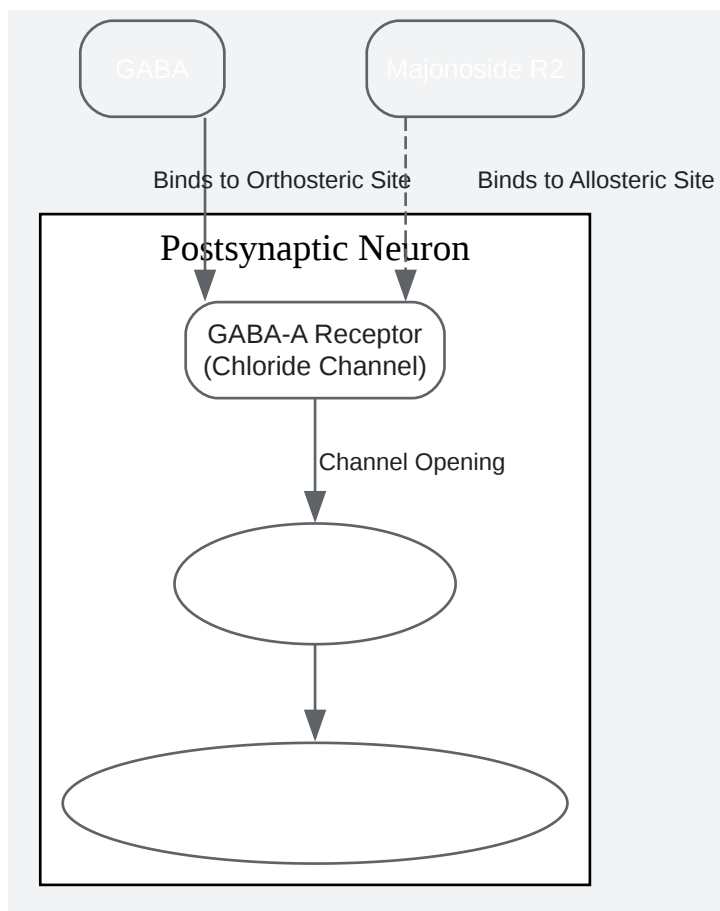 GABA
Majonoside R2
Binds to Orthosteric Site
Binds to Allosteric Site
Postsynaptic Neuron
GABA-A Receptor
(Chloride Channel)
Channel Opening